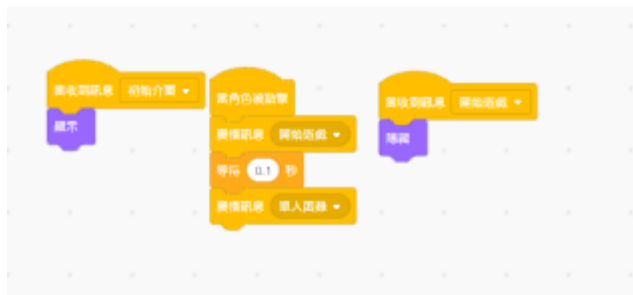 當收到訊息 初始介面
顯示
當角色被點擊
廣播訊息 開始遊戲
等待 0.1 秒
廣播訊息 單人困難
當收到訊息 開始遊戲
隱藏